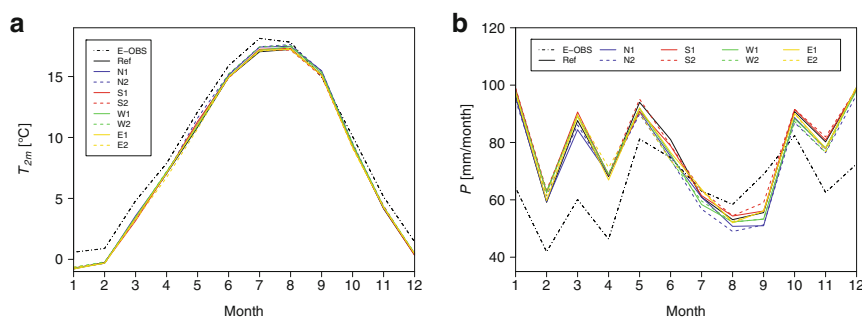 a
T2m [°C]
15
10
5
0
E-OBS
Ref
N1
N2
S1
S2
W1
W2
E1
E2
1 2 3 4 5 6 7 8 9 10 11 12
Month
b
P [mm/month]
120
100
80
60
40
E-OBS N1 S1 W1 E1
Ref N2 S2 W2 E2
1 2 3 4 5 6 7 8 9 10 11 12
Month